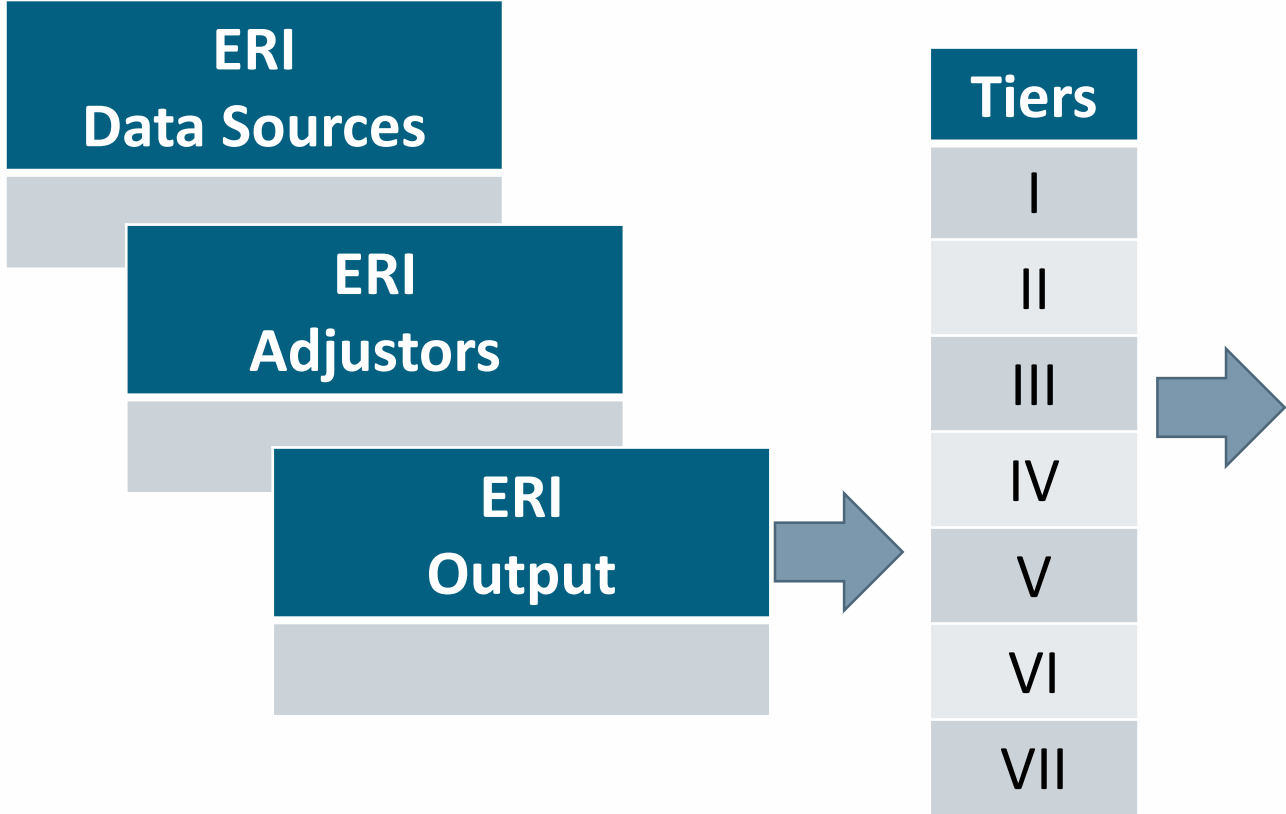 ERI
Data Sources
ERI
Adjustors
ERI
Output
Tiers
I
II
III
IV
V
VI
VII